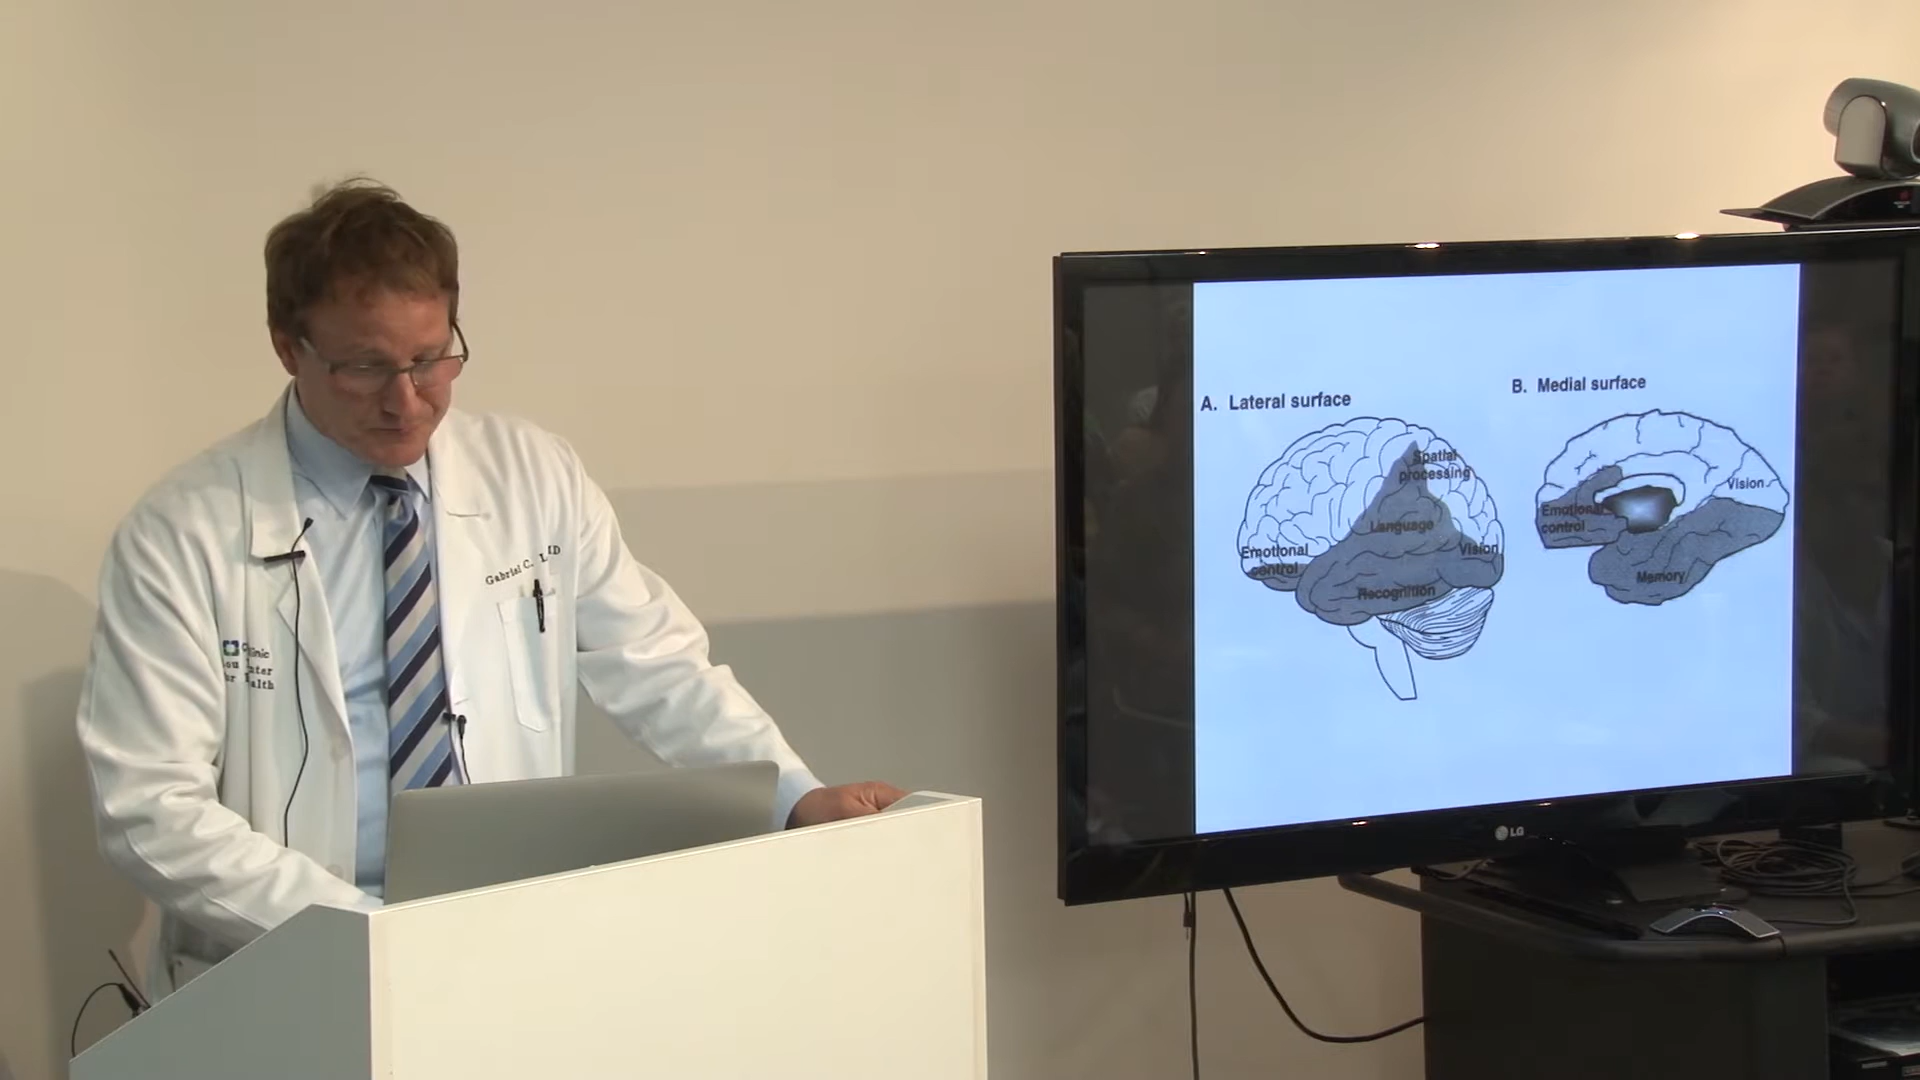 Gabriel C.
A. Lateral surface
Spatial
processing
Language
Emotional
control
Vision
Recognition
B. Medial surface
Vision
Emotional
control
Memory
LG